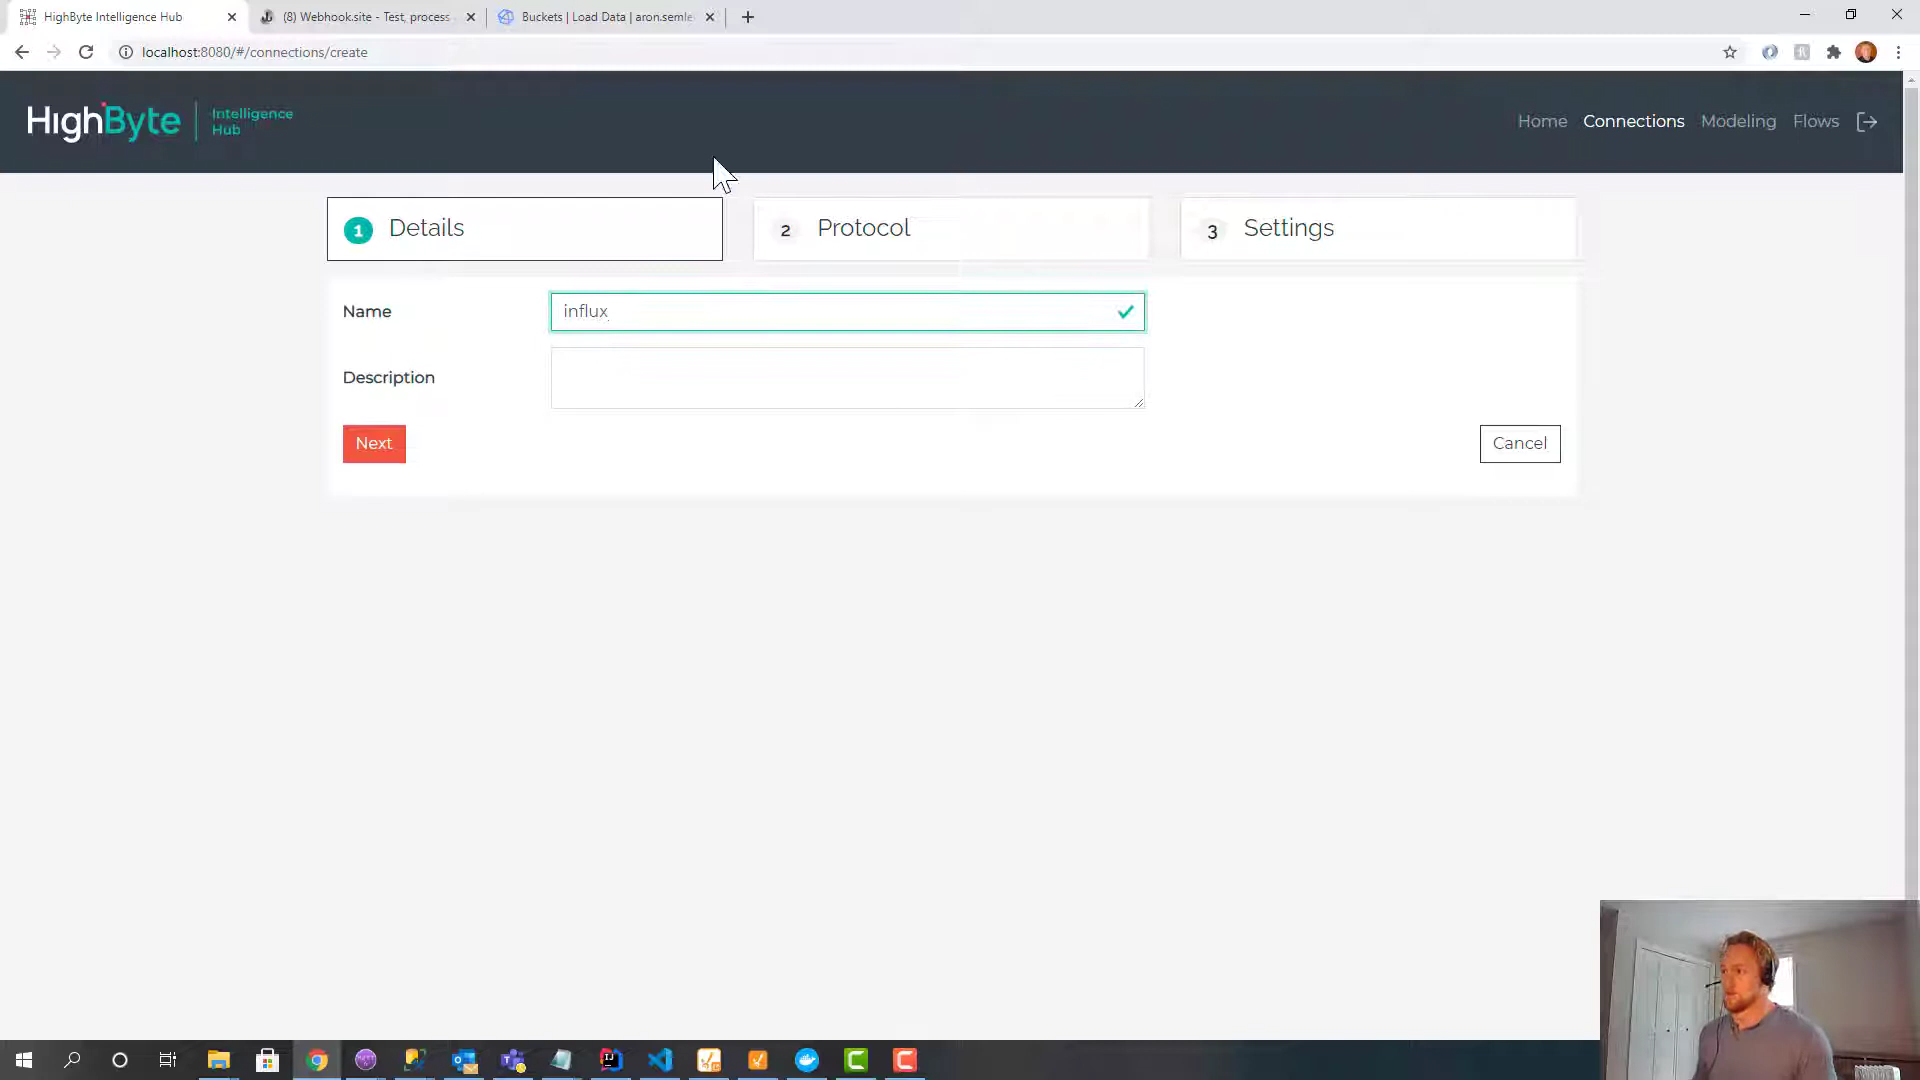 HighByte Intelligence Hub
(8) Webhook.site - Test, process
Buckets | Load Data | aron.semle
localhost:8080/#/connections/create
HighByte
Intelligence
Hub
Home
Connections
Modeling
Flows
1 Details
2 Protocol
3 Settings
Name
influx
Description
Next
Cancel